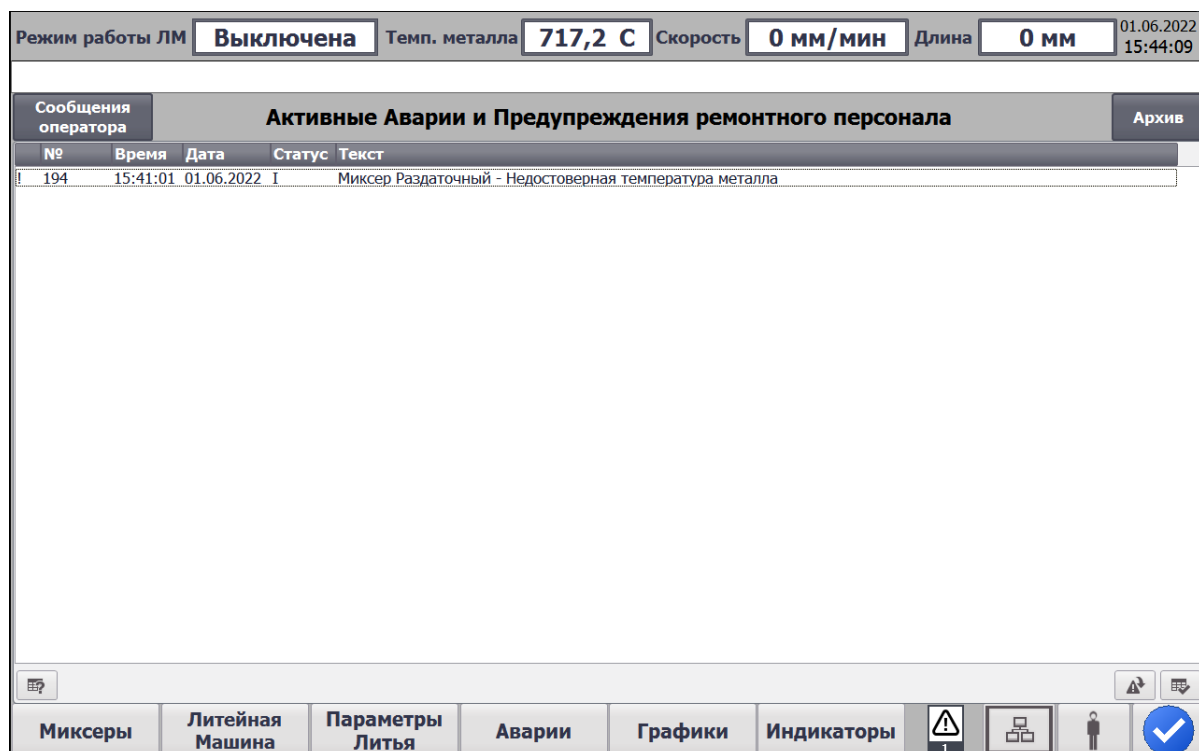 Режим работы ЛМ Выключена Темп. металла 717,2 С Скорость 0 мм/мин Длина 0 мм 01.06.2022
15:44:09
Сообщения
оператора
Активные Аварии и Предупреждения ремонтного персонала
Архив
№ Время Дата Статус Текст
! 194 15:41:01 01.06.2022 I Миксер Раздаточный - Недостоверная температура металла
Миксеры
Литейная
Машина
Параметры
Литья
Аварии
Графики
Индикаторы
1